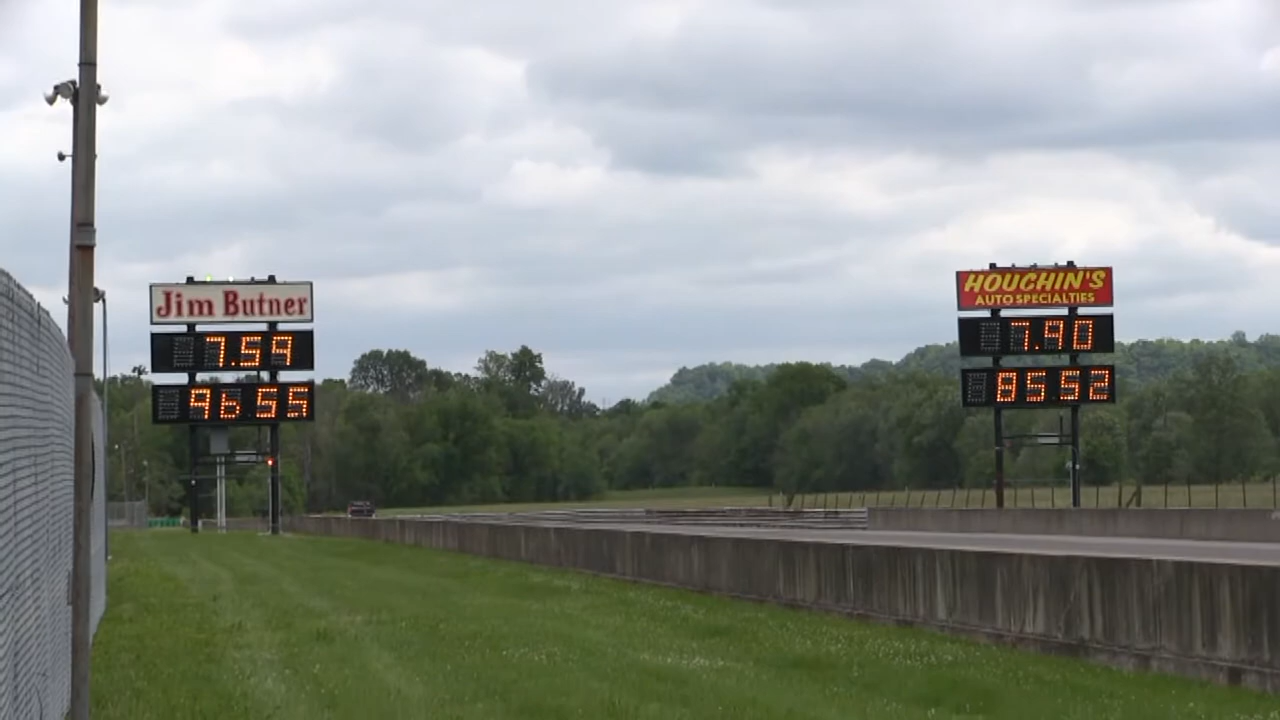 Jim Butner
7.59
96 55
HOUCHIN'S
AUTO SPECIALTIES
7.90
85 52